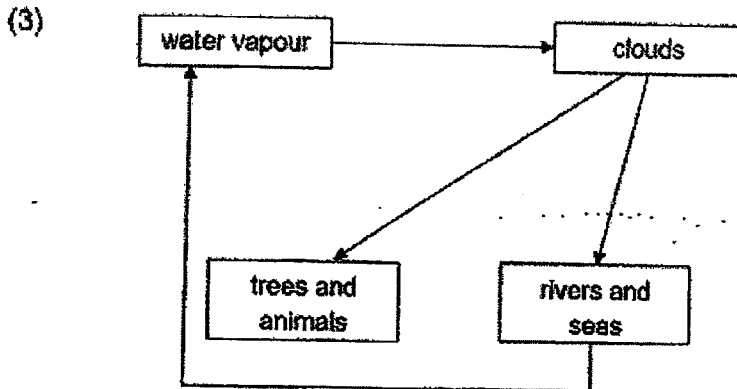 (3)
water vapour
clouds
trees and
animals
rivers and
seas